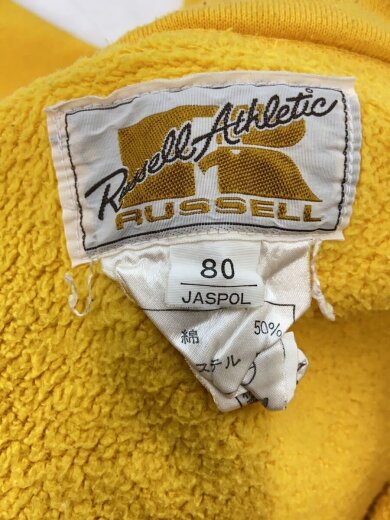 Russell Athletic
RUSSELL
80
JASPOL
綿 50%
ステル